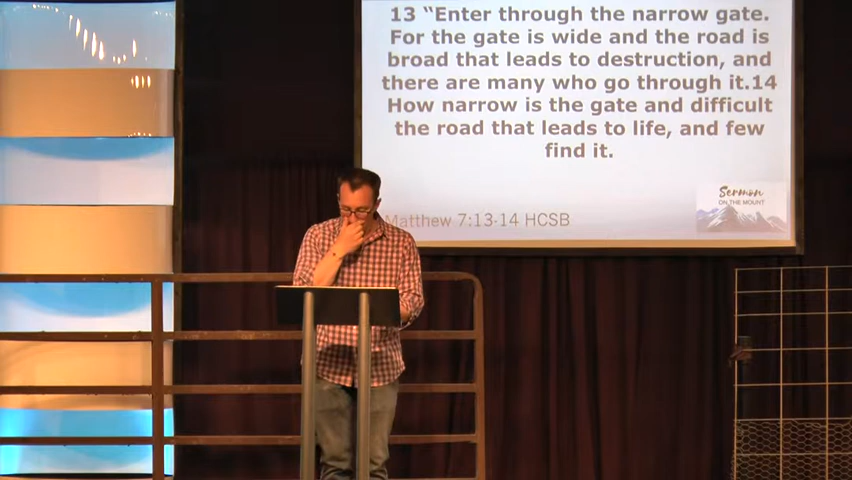 13 “Enter through the narrow gate.
For the gate is wide and the road is
broad that leads to destruction, and
there are many who go through it.14
How narrow is the gate and difficult
the road that leads to life, and few
find it.
Matthew 7:13-14 HCSB
Sermon
ON THE MOUNT